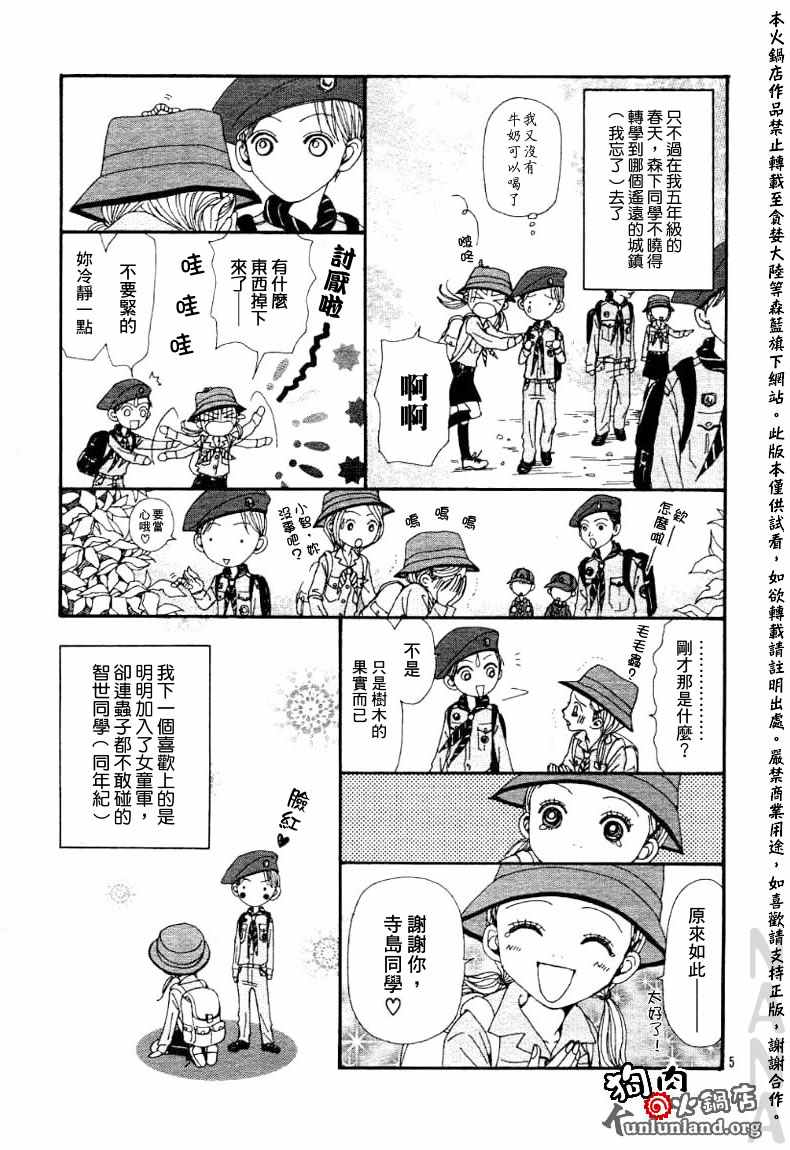 只不過在我五年級的
春天，森下同學不曉得
轉學到哪個遙遠的城鎮
（我忘了）去了
我又沒有
牛奶可以喝了
啵咚
啊
啊
討厭啦！
有什麼
東西掉下
來了——
哇
哇
哇
不要緊的
妳冷靜一點
欸——
怎麼啦
嗚
嗚
嗚
小智，妳
沒事吧？
要當
心哦♡
………………
剛才那是什麼？
毛毛蟲？
不是
只是樹木的
果實而已
原來如此——
太好了！
謝謝你，
寺島同學♡
我下一個喜歡上的是
明明加入了女童軍，
卻連蟲子都不敢碰的
智世同學（同年紀）
臉紅♡
5
狗肉
火鍋店
Kunlunland.org
NANA
本火鍋店作品禁止轉載至貪婪大陸等森藍旗下網站。此版本僅供試看，如欲轉載請註明出處。嚴禁商業用途，如喜歡請支持正版，謝謝合作。